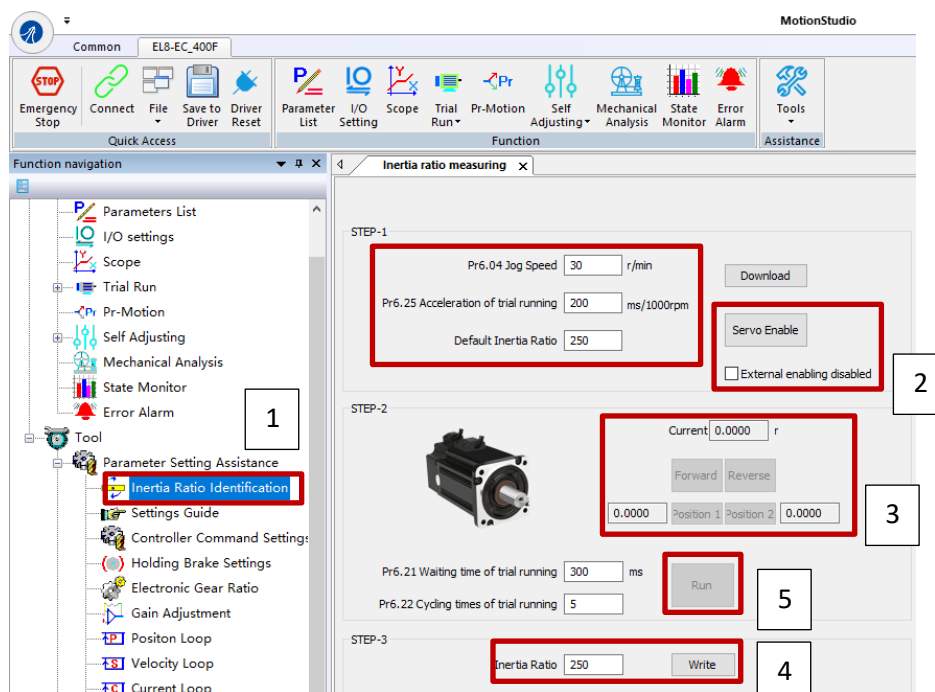 MotionStudio
Common EL8-EC_400F
STOP
Emergency Stop
Connect
File
Save to Driver
Driver Reset
Parameter List
I/O Setting
Scope
Trial Run
Pr-Motion
Self Adjusting
Mechanical Analysis
State Monitor
Error Alarm
Tools
Quick Access
Function
Assistance
Function navigation
Parameters List
I/O settings
Scope
Trial Run
Pr-Motion
Self Adjusting
Mechanical Analysis
State Monitor
Error Alarm
1
Tool
Parameter Setting Assistance
Inertia Ratio Identification
Settings Guide
Controller Command Settings
Holding Brake Settings
Electronic Gear Ratio
Gain Adjustment
Positon Loop
Velocity Loop
Current Loop
Inertia ratio measuring x
STEP-1
Pr6.04 Jog Speed 30 r/min
Pr6.25 Acceleration of trial running 200 ms/1000rpm
Default Inertia Ratio 250
Download
Servo Enable
External enabling disabled
2
STEP-2
Current 0.0000 r
Forward Reverse
0.0000 Position 1 Position 2 0.0000
3
Pr6.21 Waiting time of trial running 300 ms
Pr6.22 Cycling times of trial running 5
Run
5
STEP-3
Inertia Ratio 250 Write
4